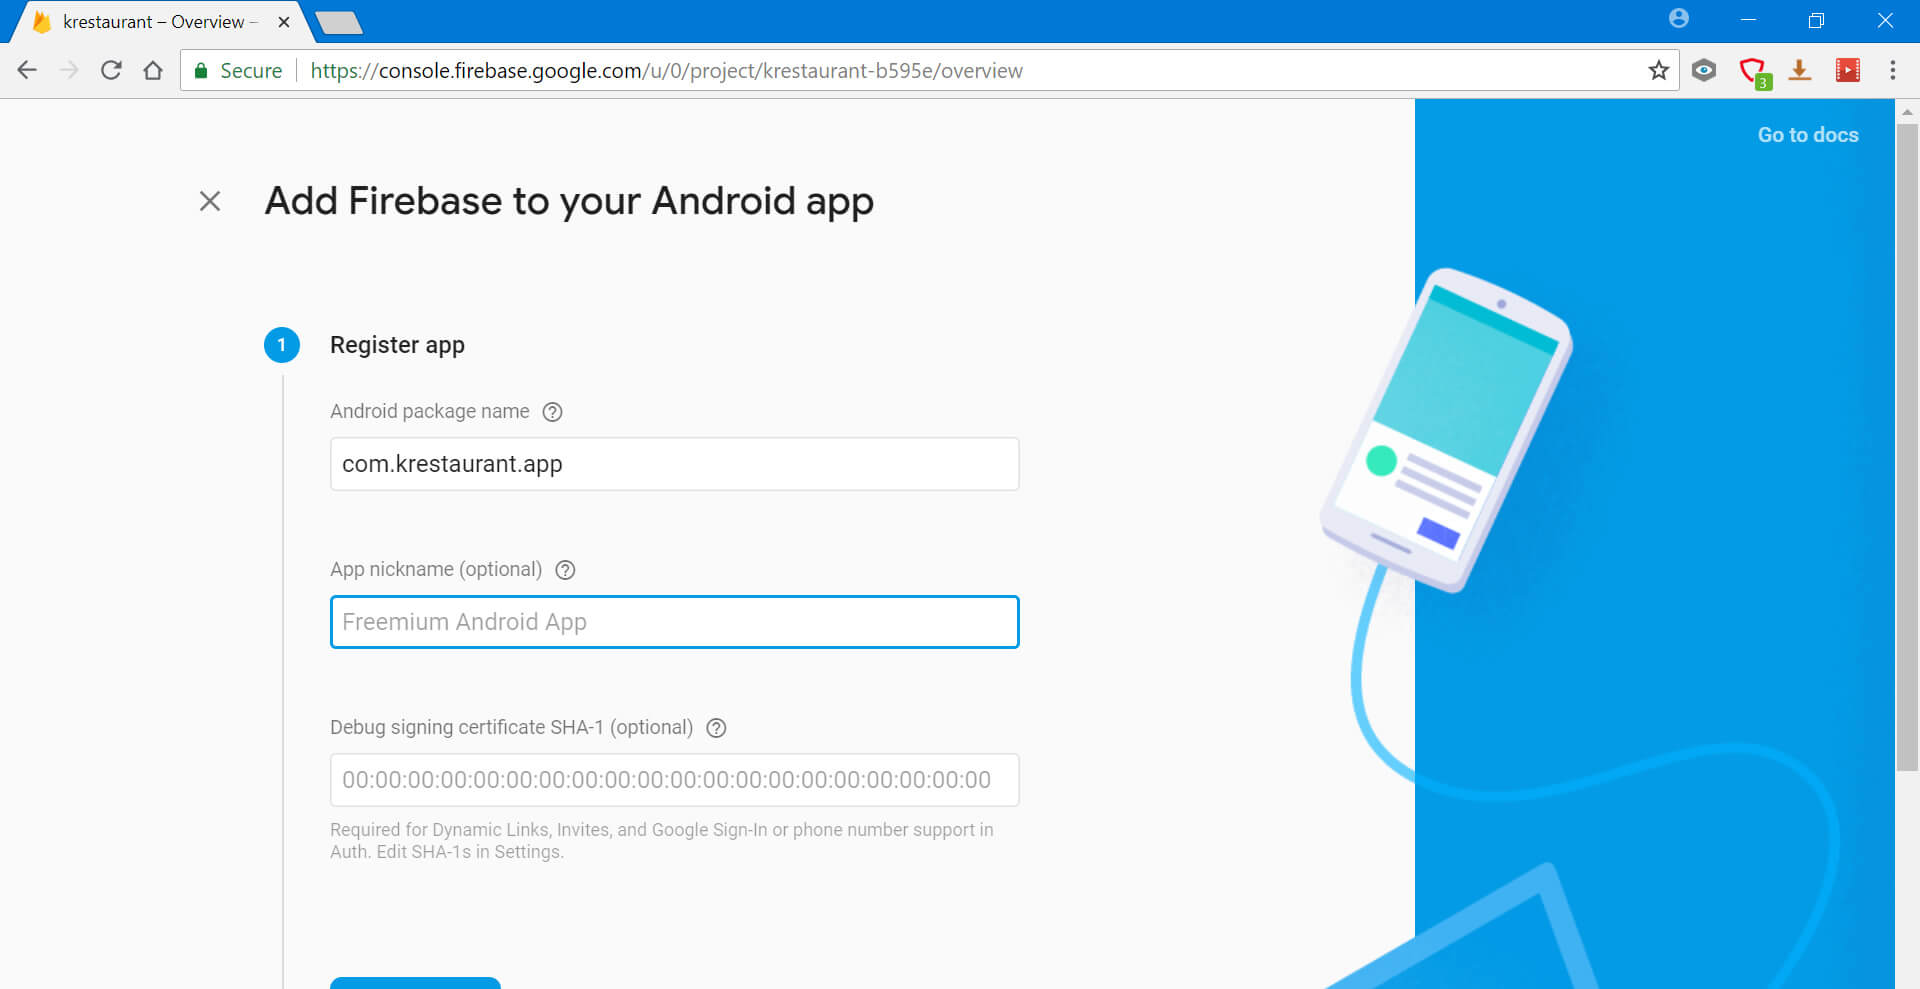 krestaurant – Overview –
Secure
https://console.firebase.google.com/u/0/project/krestaurant-b595e/overview
3
Go to docs
Add Firebase to your Android app
1
Register app
Android package name
com.krestaurant.app
App nickname (optional)
Freemium Android App
Debug signing certificate SHA-1 (optional)
00:00:00:00:00:00:00:00:00:00:00:00:00:00:00:00:00:00:00:00
Required for Dynamic Links, Invites, and Google Sign-In or phone number support in
Auth. Edit SHA-1s in Settings.